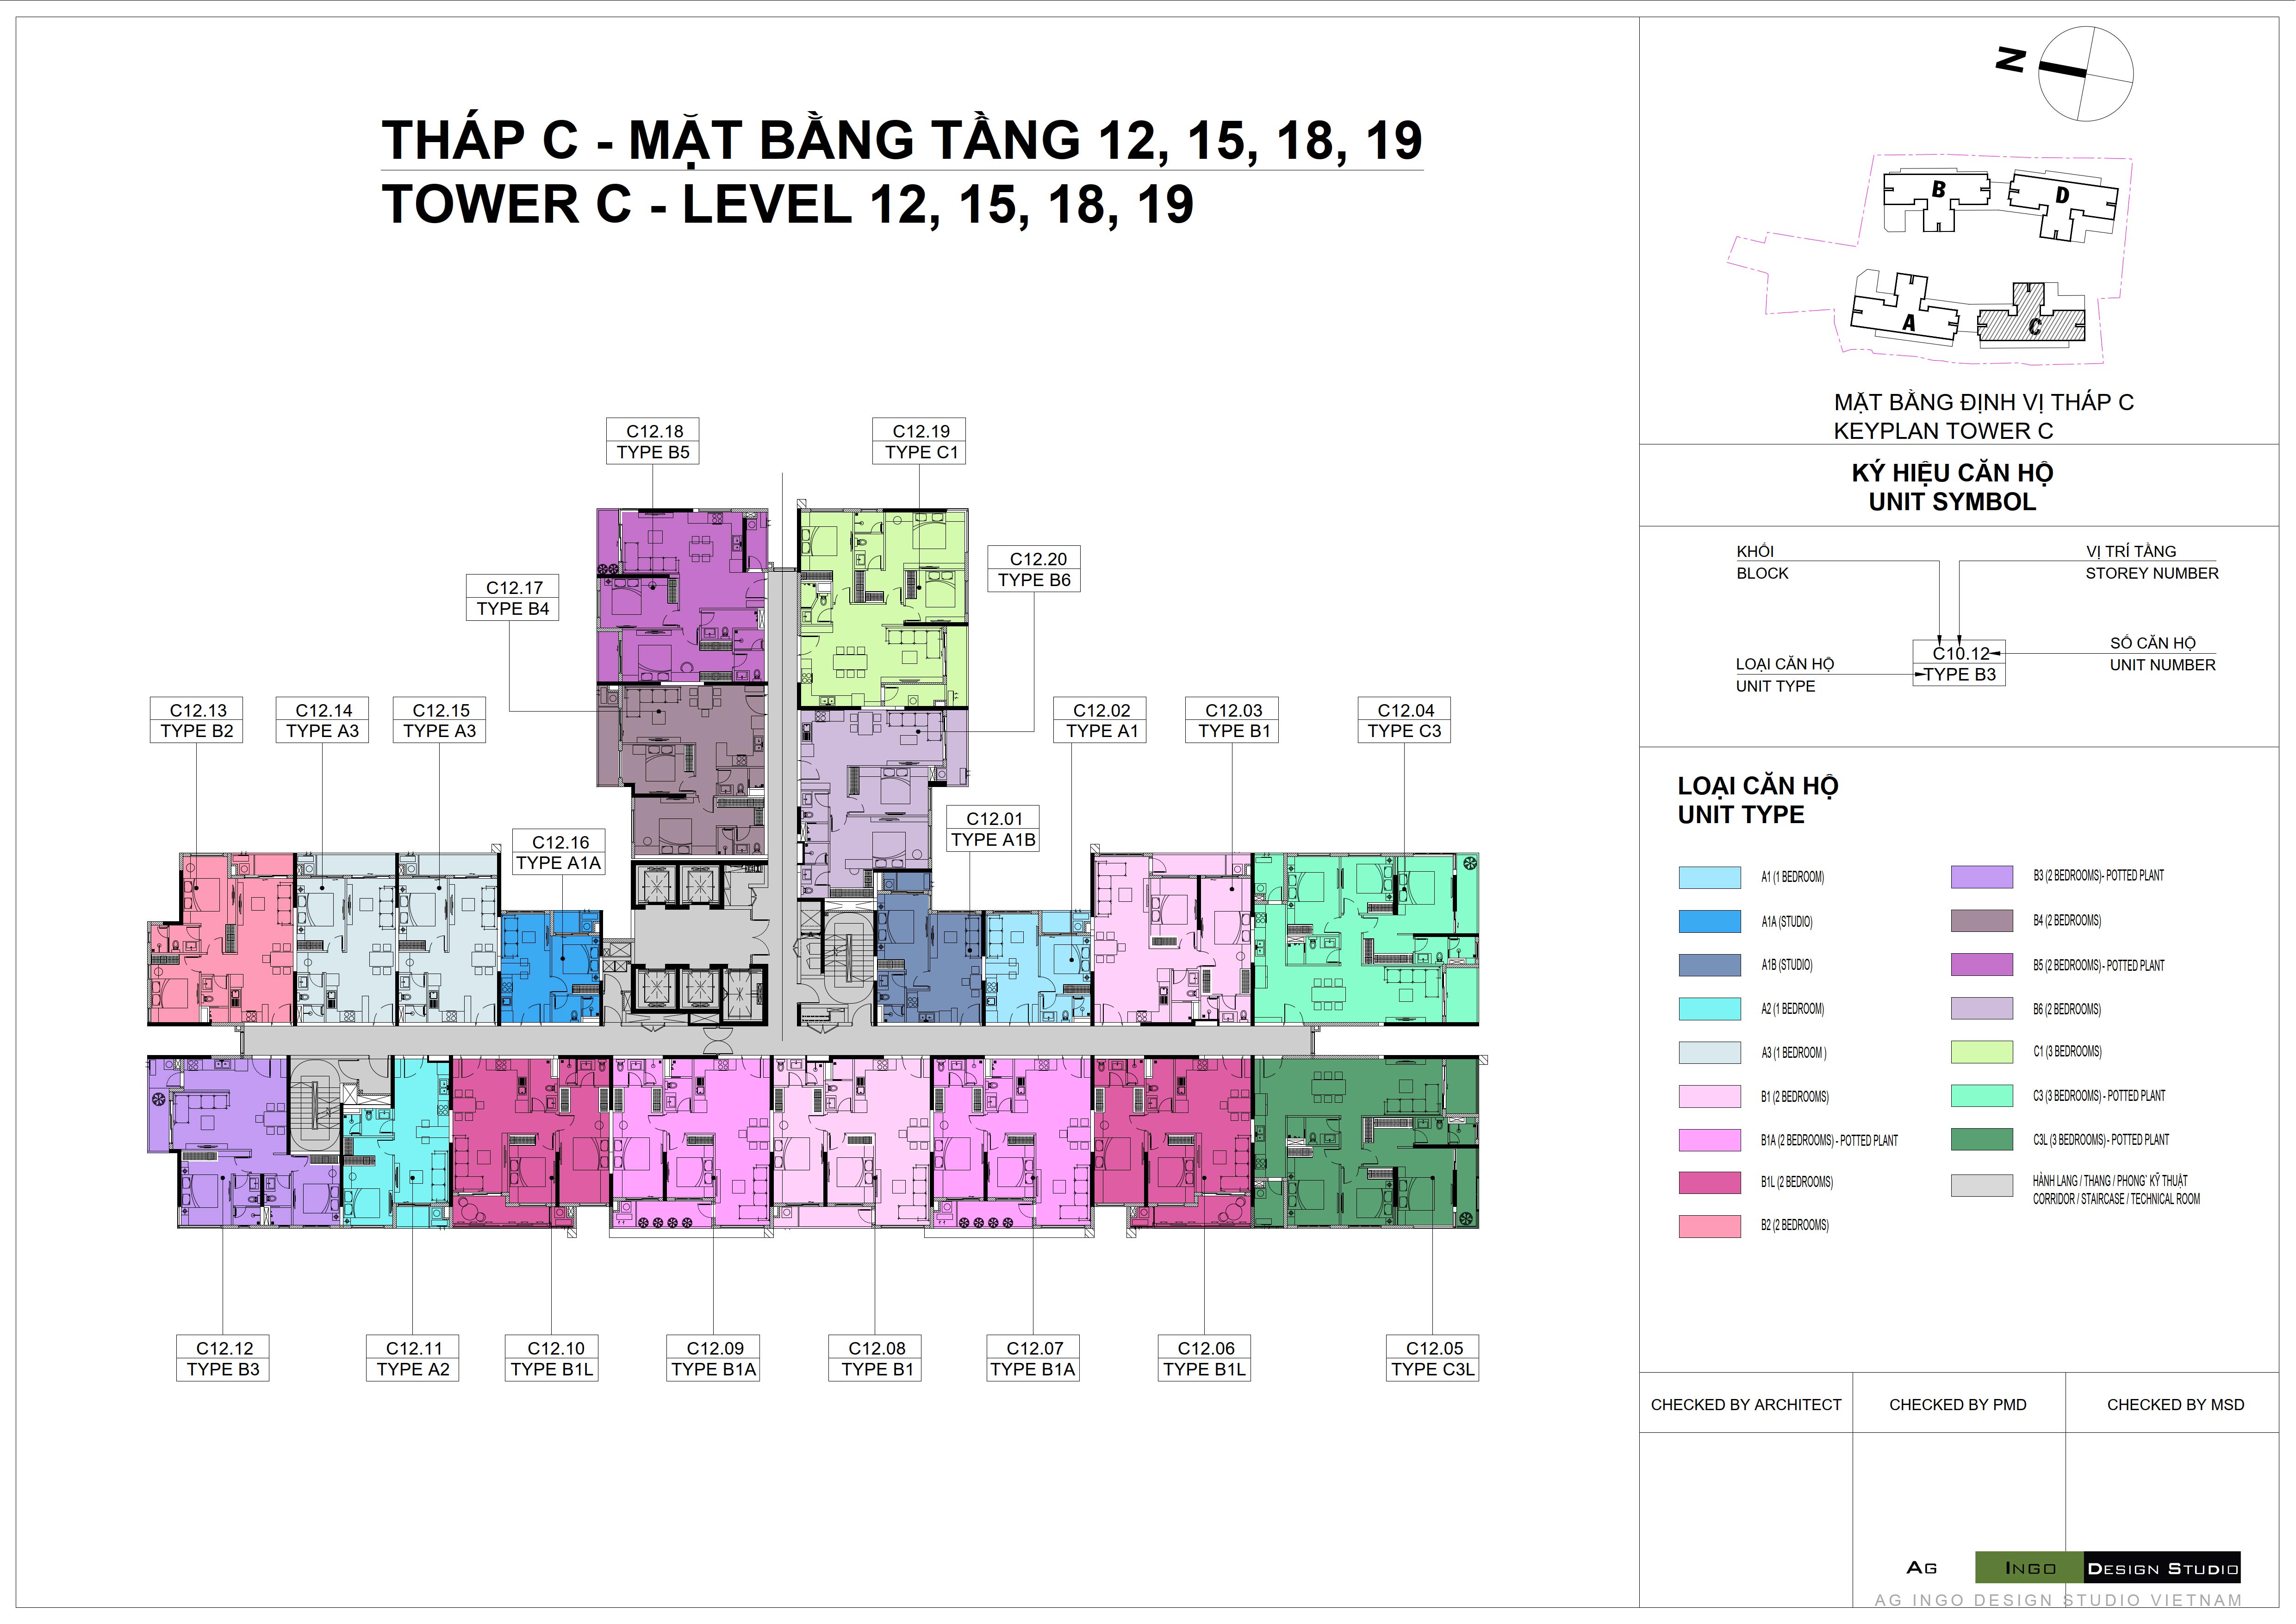 THÁP C - MẶT BẰNG TẦNG 12, 15, 18, 19
TOWER C - LEVEL 12, 15, 18, 19
C12.18
TYPE B5
C12.19
TYPE C1
C12.20
TYPE B6
C12.17
TYPE B4
C12.13
TYPE B2
C12.14
TYPE A3
C12.15
TYPE A3
C12.02
TYPE A1
C12.03
TYPE B1
C12.04
TYPE C3
C12.01
TYPE A1B
C12.16
TYPE A1A
C12.12
TYPE B3
C12.11
TYPE A2
C12.10
TYPE B1L
C12.09
TYPE B1A
C12.08
TYPE B1
C12.07
TYPE B1A
C12.06
TYPE B1L
C12.05
TYPE C3L
N
B
D
A
C
MẶT BẰNG ĐỊNH VỊ THÁP C
KEYPLAN TOWER C
KÝ HIỆU CĂN HỘ
UNIT SYMBOL
KHỐI
BLOCK
VỊ TRÍ TẦNG
STOREY NUMBER
C10.12
TYPE B3
SỐ CĂN HỘ
UNIT NUMBER
LOẠI CĂN HỘ
UNIT TYPE
LOẠI CĂN HỘ
UNIT TYPE
A1 (1 BEDROOM)
A1A (STUDIO)
A1B (STUDIO)
A2 (1 BEDROOM)
A3 (1 BEDROOM )
B1 (2 BEDROOMS)
B1A (2 BEDROOMS) - POTTED PLANT
B1L (2 BEDROOMS)
B2 (2 BEDROOMS)
B3 (2 BEDROOMS)- POTTED PLANT
B4 (2 BEDROOMS)
B5 (2 BEDROOMS)- POTTED PLANT
B6 (2 BEDROOMS)
C1 (3 BEDROOMS)
C3 (3 BEDROOMS)- POTTED PLANT
C3L (3 BEDROOMS)- POTTED PLANT
HÀNH LANG / THANG / PHONG` KỸ THUẬT
CORRIDOR / STAIRCASE / TECHNICAL ROOM
CHECKED BY ARCHITECT
CHECKED BY PMD
CHECKED BY MSD
AG INGO DESIGN STUDIO
AG INGO DESIGN STUDIO VIETNAM